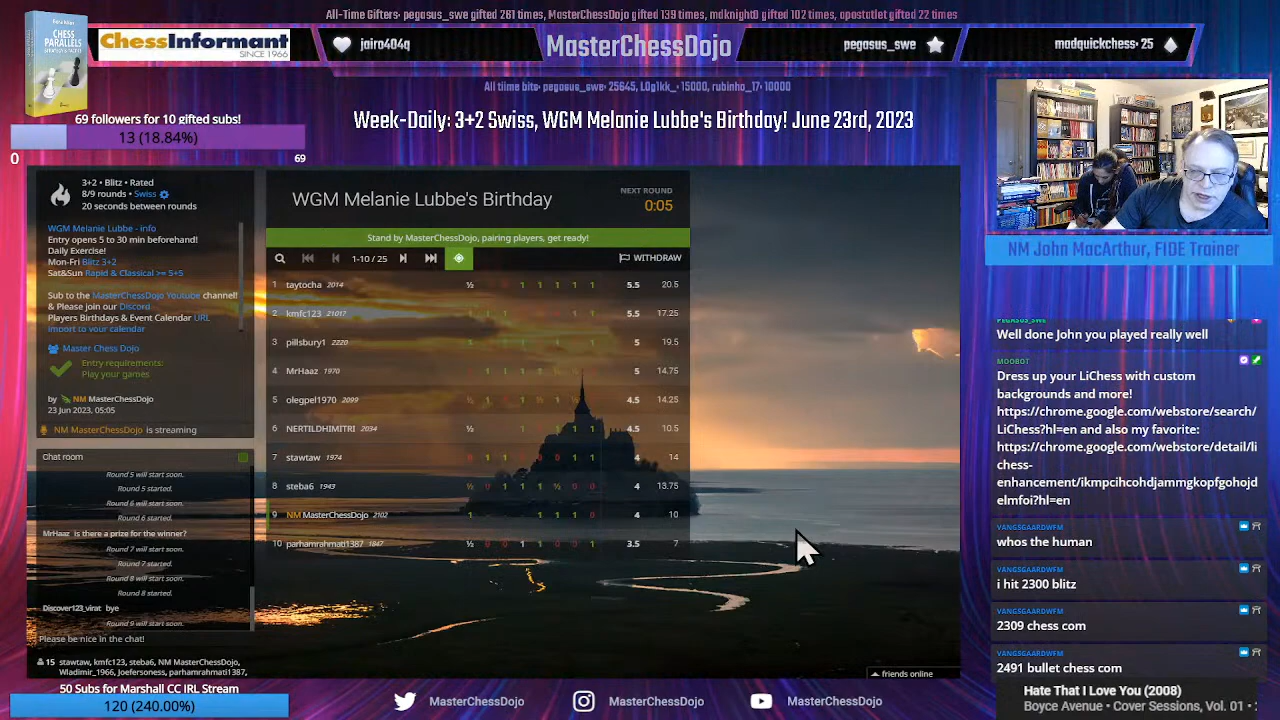 All-Time Gifters· pegasus_swe gifted 261 times, MasterChessDojo gifted 139 times, mdknight0 gifted 102 times, opostatlet gifted 22 times
CHESS PARALLELS
ChessInformant
SINCE 1966
jairo404q
MasterChessDojo
pegasus_swe
madquickchess· 25
All time bits· pegasus_swe· 25645, L0g1kk_· 15000, rubinho_17· 10000
69 followers for 10 gifted subs!
13 (18.84%)
0
69
Week-Daily: 3+2 Swiss, WGM Melanie Lubbe's Birthday! June 23rd, 2023
NM John MacArthur, FIDE Trainer
3+2 • Blitz • Rated
8/9 rounds • Swiss
20 seconds between rounds
WGM Melanie Lubbe - info
Entry opens 5 to 30 min beforehand!
Daily Exercise!
Mon-Fri Blitz 3+2
Sat&Sun Rapid & Classical >= 5+5
Sub to the MasterChessDojo Youtube channel!
& Please join our Discord
Players Birthdays & Event Calendar URL
import to your calendar
Master Chess Dojo
Entry requirements:
Play your games
by NM MasterChessDojo
23 Jun 2023, 05:05
NM MasterChessDojo is streaming
Chat room
Round 5 will start soon.
Round 5 started.
Round 6 will start soon.
Round 6 started.
MrHaaz is there a prize for the winner?
Round 7 will start soon.
Round 7 started.
Round 8 will start soon.
Round 8 started.
Discover123_virat bye
Round 9 will start soon.
Please be nice in the chat!
15 stawtaw, kmfc123, steba6, NM MasterChessDojo,
Wladimir_1966, Joefersoness, parhamrahmati1387,
WGM Melanie Lubbe's Birthday
NEXT ROUND
0:05
Stand by MasterChessDojo, pairing players, get ready!
1-10 / 25
WITHDRAW
1 taytocha 2014 5.5 20.5
2 kmfc123 5.5 17.25
3 pillsbury1 2220 5 19.5
4 MrHaaz 1970 5 14.75
5 olegpel1970 2099 4.5 14.25
6 NERTILDHIMITRI 2034 4.5 10.5
7 stawtaw 1974 4 14
8 steba6 1943 4 13.75
9 NM MasterChessDojo 2102 4 10
10 parhamrahmati1387 1847 3.5 7
friends online
PEGASUS_SWE
Well done John you played really well
MOOBOT
Dress up your LiChess with custom
backgrounds and more!
https://chrome.google.com/webstore/search/
LiChess?hl=en and also my favorite:
https://chrome.google.com/webstore/detail/li
chess-
enhancement/ikmpcihcohdjammgkopfgohojd
elmfoi?hl=en
VANGSGAARDWFM
whos the human
VANGSGAARDWFM
i hit 2300 blitz
VANGSGAARDWFM
2309 chess com
VANGSGAARDWFM
2491 bullet chess com
Hate That I Love You (2008)
Boyce Avenue • Cover Sessions, Vol. 01 •
50 Subs for Marshall CC IRL Stream
120 (240.00%)
MasterChessDojo
MasterChessDojo
MasterChessDojo